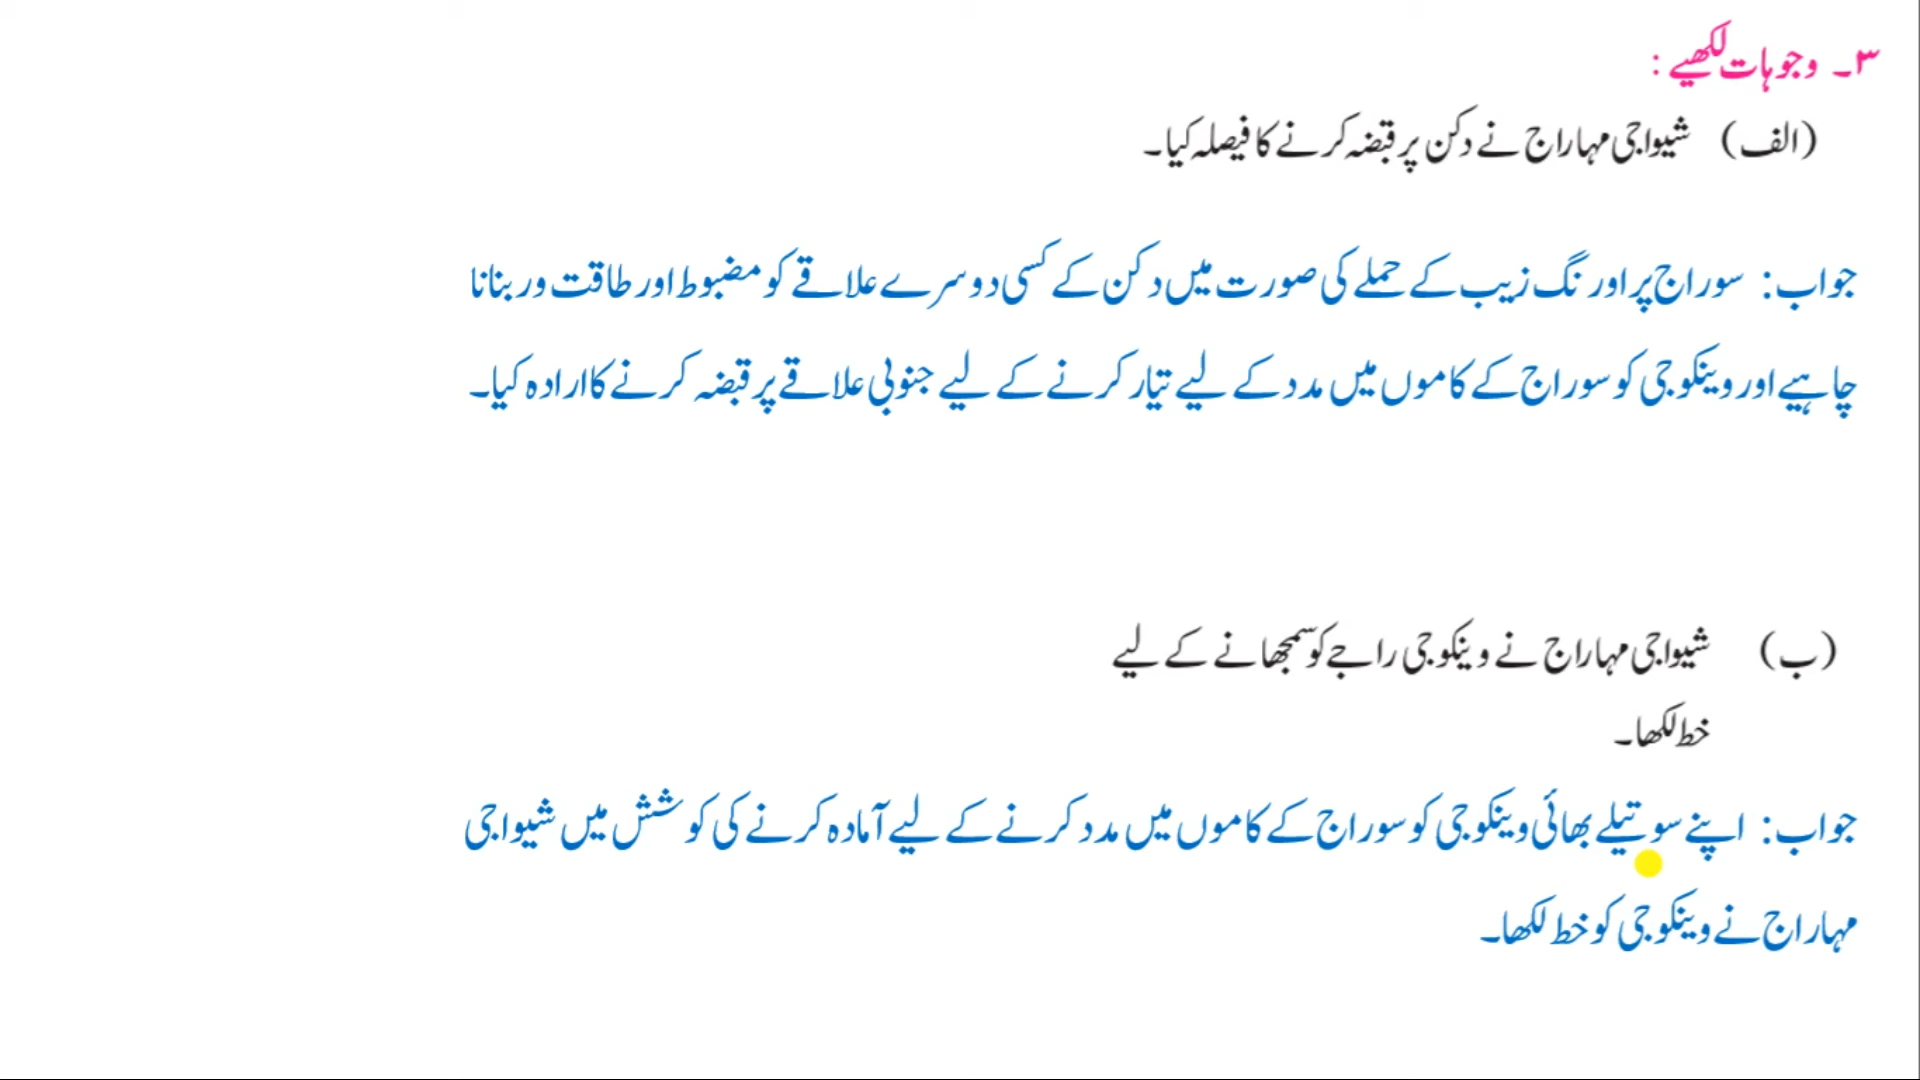 ۳۔ وجوہات لکھیے :
(الف) شیواجی مہاراج نے دکن پر قبضہ کرنے کا فیصلہ کیا۔
جواب: سوراج پر اورنگ زیب کے حملے کی صورت میں دکن کے کسی دوسرے علاقے کو مضبوط اور طاقت ور بنانا
چاہیے اور وینکوجی کو سوراج کے کاموں میں مدد کے لیے تیار کرنے کے لیے جنوبی علاقے پر قبضہ کرنے کا ارادہ کیا۔
(ب) شیواجی مہاراج نے وینکوجی راجے کو سمجھانے کے لیے
خط لکھا۔
جواب: اپنے سوتیلے بھائی وینکوجی کو سوراج کے کاموں میں مدد کرنے کے لیے آمادہ کرنے کی کوشش میں شیواجی
مہاراج نے وینکوجی کو خط لکھا۔